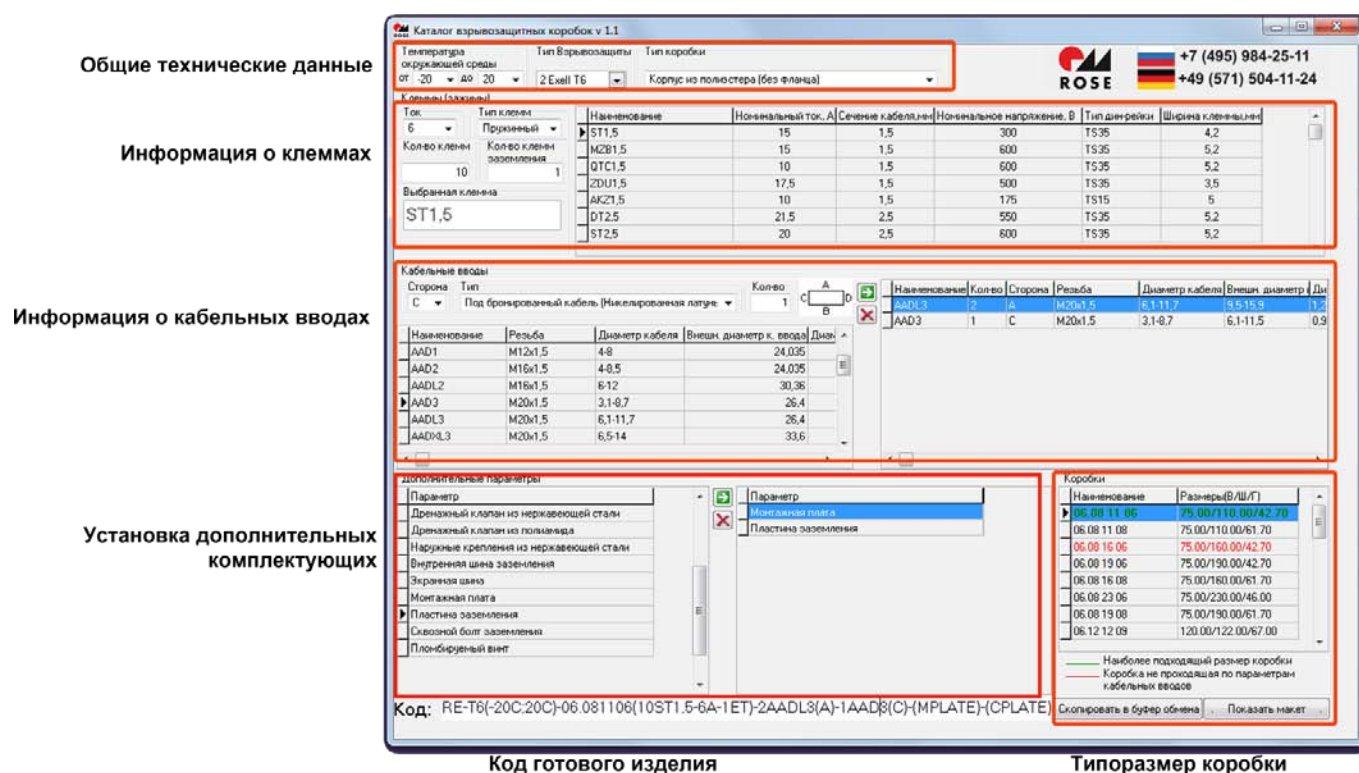 Каталог взрывозащитных коробок v 1.1
Общие технические данные
Температура окружающей среды
Тип Взрывозащиты
Тип коробки
от -20 до 20
2 Exell T6
Корпус из полиэстера (без фланца)
ROSE
+7 (495) 984-25-11
+49 (571) 504-11-24
Информация о клеммах
Клеммы (зажимы)
Ток
Тип клемм
6
Пружинный
Кол-во клемм
Кол-во клемм заземления
10
1
Выбранная клемма
ST1,5
Наименование Номинальный ток, А Сечение кабеля,мм Номинальное напряжение, В Тип дин-рейки Ширина клеммы,мм
ST1,5 15 1,5 300 TS35 4,2
MZB1,5 15 1,5 600 TS35 5,2
QTC1,5 10 1,5 600 TS35 5,2
ZDU1,5 17,5 1,5 500 TS35 3,5
AKZ1,5 10 1,5 175 TS15 5
DT2,5 21,5 2,5 550 TS35 5,2
ST2,5 20 2,5 600 TS35 5,2
Информация о кабельных вводах
Кабельные вводы
Сторона
Тип
Кол-во
C
Под бронированный кабель (Никелированная латунь
1
A
C
D
B
Наименование Резьба Диаметр кабеля Внешн. диаметр к. ввода Диам
AAD1 M12x1,5 4-8 24,035
AAD2 M16x1,5 4-8,5 24,035
AADL2 M16x1,5 6-12 30,36
AAD3 M20x1,5 3,1-8,7 26,4
AADL3 M20x1,5 6,1-11,7 26,4
AADXL3 M20x1,5 6,5-14 33,6
Наименование Кол-во Сторона Резьба Диаметр кабеля Внешн. диаметр Ди
AADL3 2 A M20x1,5 6,1-11,7 9,5-15,9 1,2
AAD3 1 C M20x1,5 3,1-8,7 6,1-11,5 0,9
Установка дополнительных комплектующих
Дополнительные параметры
Параметр
Дренажный клапан из нержавеющей стали
Дренажный клапан из полиамида
Наружные крепления из нержавеющей стали
Внутренняя шина заземления
Экранная шина
Монтажная плата
Пластина заземления
Сквозной болт заземления
Пломбируемый винт
Параметр
Монтажная плата
Пластина заземления
Коробки
Наименование Размеры(В/Ш/Г)
06.08 11 06 75.00/110.00/42.70
06.08 11 08 75.00/110.00/61.70
06.08 16 06 75.00/160.00/42.70
06.08 19 06 75.00/190.00/42.70
06.08 16 08 75.00/160.00/61.70
06.08 23 06 75.00/230.00/46.00
06.08 19 08 75.00/190.00/61.70
06.12 12 09 120.00/122.00/67.00
Наиболее подходящий размер коробки
Коробка не проходящая по параметрам кабельных вводов
Код: RE-T6(-20C;20C)-06.081106(10ST1.5-6A-1ET)-2AADL3(A)-1AAD3(C)-(MPLATE)-(CPLATE)
Скопировать в буфер обмена
Показать макет
Код готового изделия
Типоразмер коробки